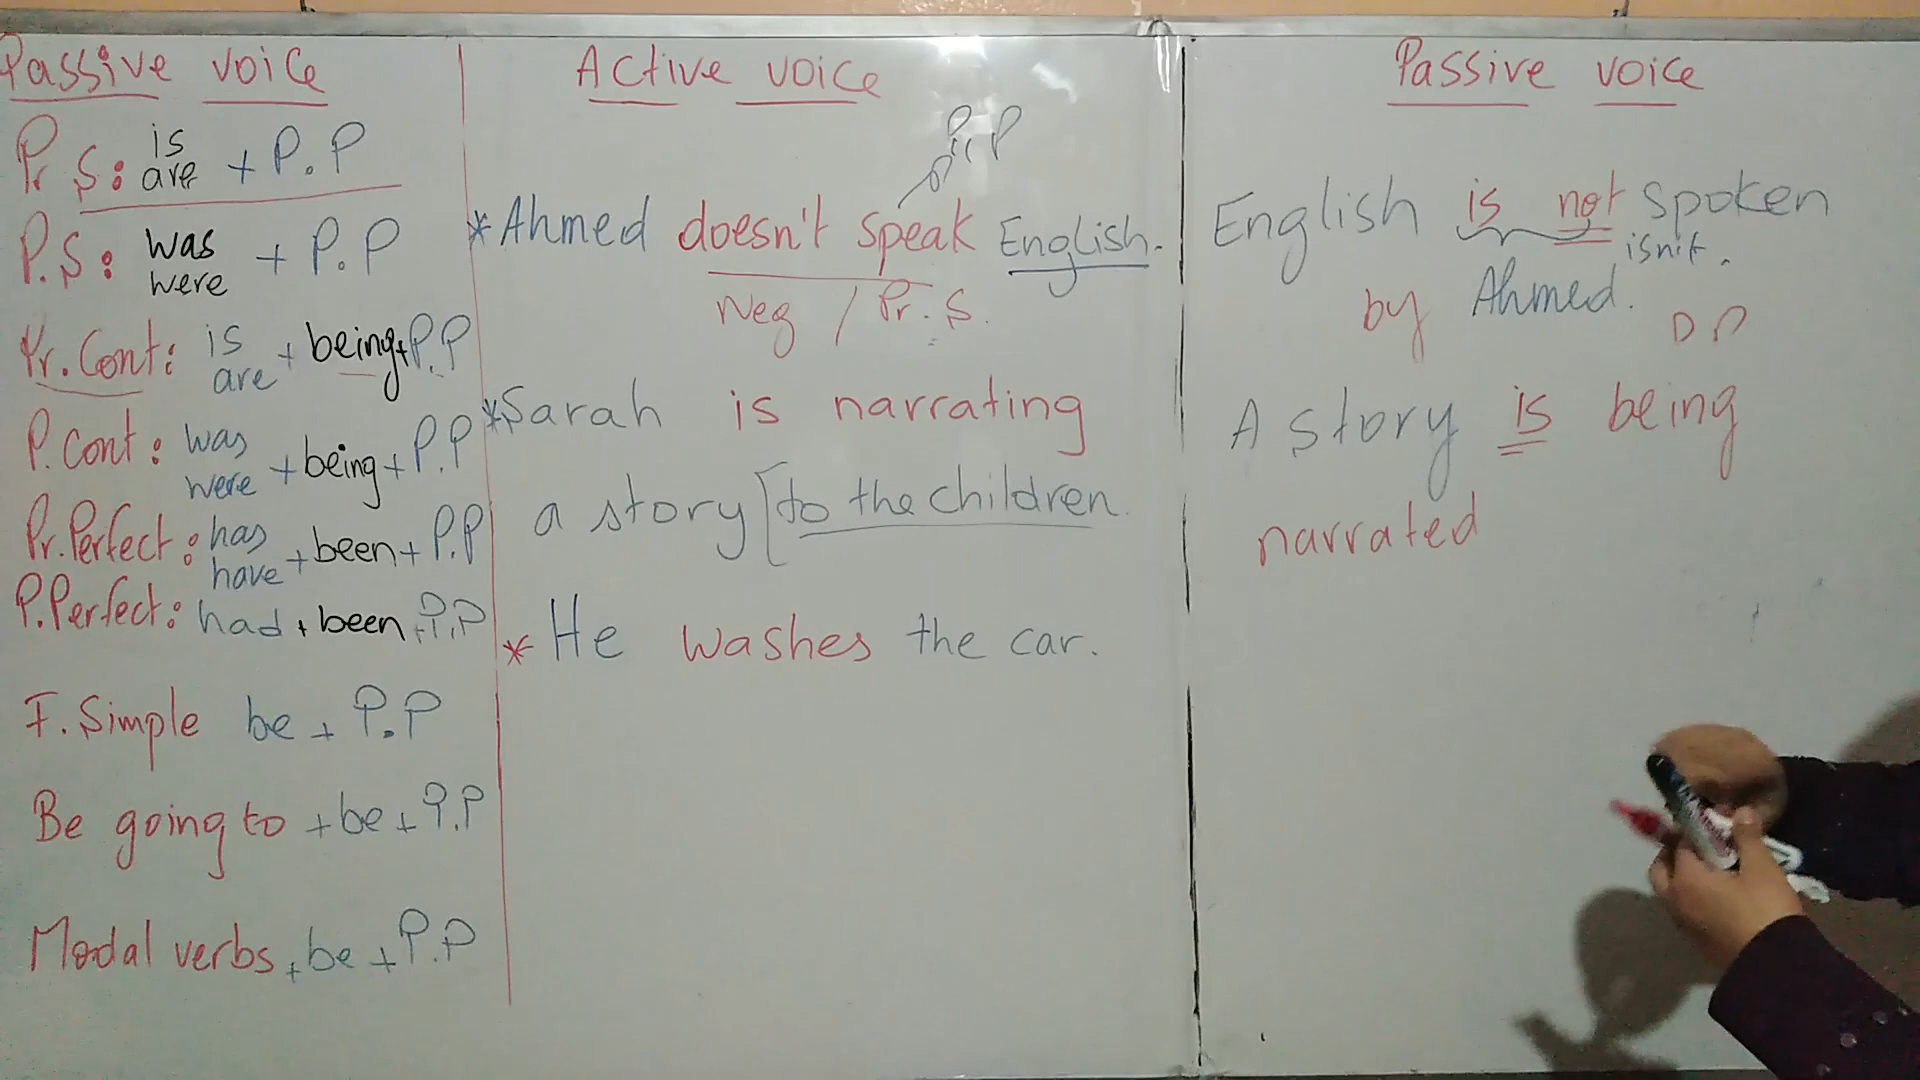 Passive voice
Pr S: is are + P.P
P.S: was were + P.P
Pr. Cont: is are + being + P.P
P. Cont: was were + being + P.P
Pr. Perfect: has have + been + P.P
P. Perfect: had + been + P.P
F. Simple be + P.P
Be going to + be + P.P
Modal verbs + be + P.P
Active voice
P.P
*Ahmed doesn't speak English.
Neg / Pr. S.
*Sarah is narrating
a story [to the children.
* He washes the car.
Passive voice
English is not spoken
isn't.
by Ahmed.
A story is being
narrated